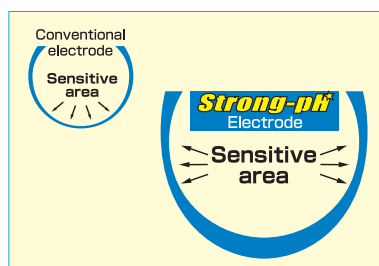 Conventional
electrode
Sensitive
area
Strong-pH
Electrode
Sensitive
area